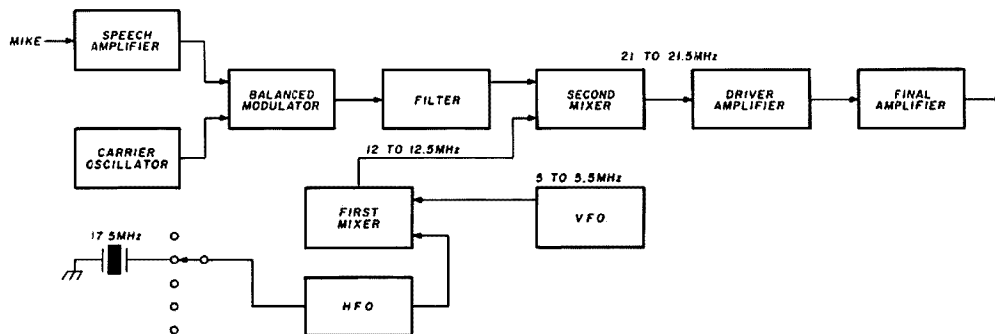 MIKE
SPEECH
AMPLIFIER
BALANCED
MODULATOR
FILTER
SECOND
MIXER
21 TO 21.5MHz
DRIVER
AMPLIFIER
FINAL
AMPLIFIER
CARRIER
OSCILLATOR
12 TO 12.5MHz
FIRST
MIXER
5 TO 5.5MHz
VFO
17.5MHz
HFO